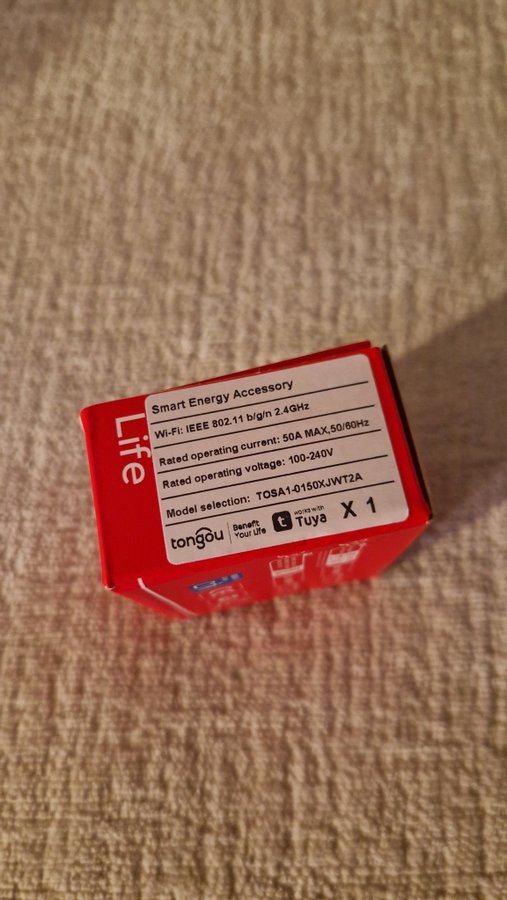 Life
Smart Energy Accessory
Wi-Fi: IEEE 802.11 b/g/n 2.4GHz
Rated operating current: 50A MAX,50/60Hz
Rated operating voltage: 100-240V
Model selection: TOSA1-0150XJWT2A
tongou
Benefit
Your Life
works with
Tuya
X 1